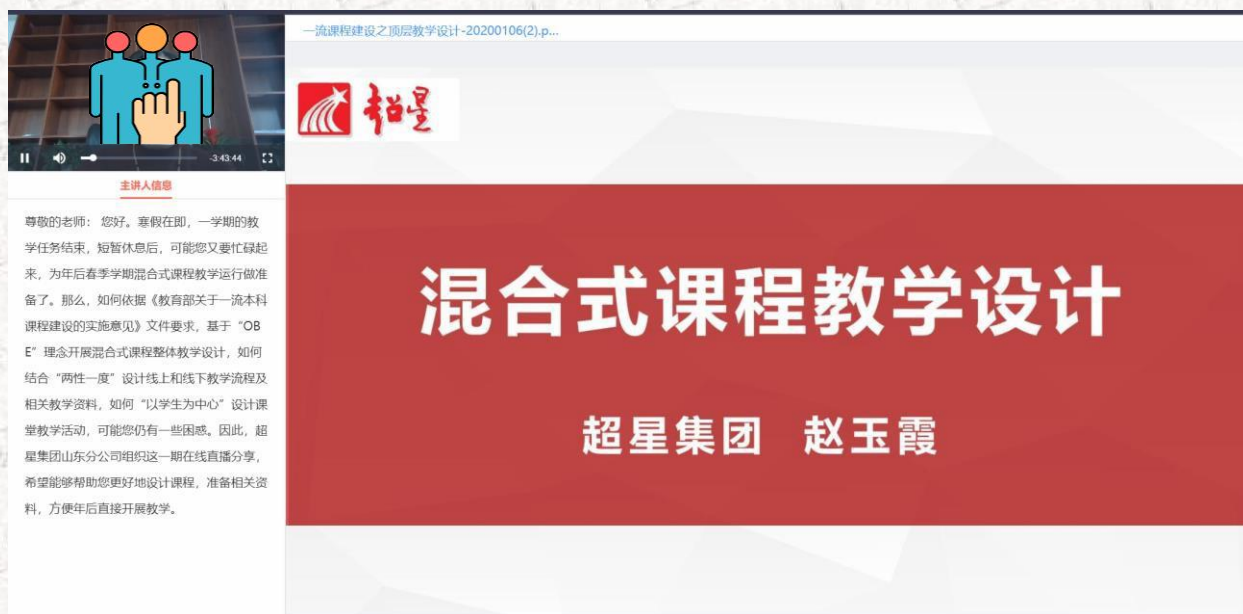 一流课程建设之顶层教学设计-20200106(2).p...
超星
-3:43:44
主讲人信息
尊敬的老师： 您好。寒假在即，一学期的教
学任务结束，短暂休息后，可能您又要忙碌起
来，为年后春季学期混合式课程教学运行做准
备了。那么，如何依据《教育部关于一流本科
课程建设的实施意见》文件要求，基于“OB
E”理念开展混合式课程整体教学设计，如何
结合“两性一度”设计线上和线下教学流程及
相关教学资料，如何“以学生为中心”设计课
堂教学活动，可能您仍有一些困惑。因此，超
星集团山东分公司组织这一期在线直播分享，
希望能够帮助您更好地设计课程，准备相关资
料，方便年后直接开展教学。
混合式课程教学设计
超星集团 赵玉霞